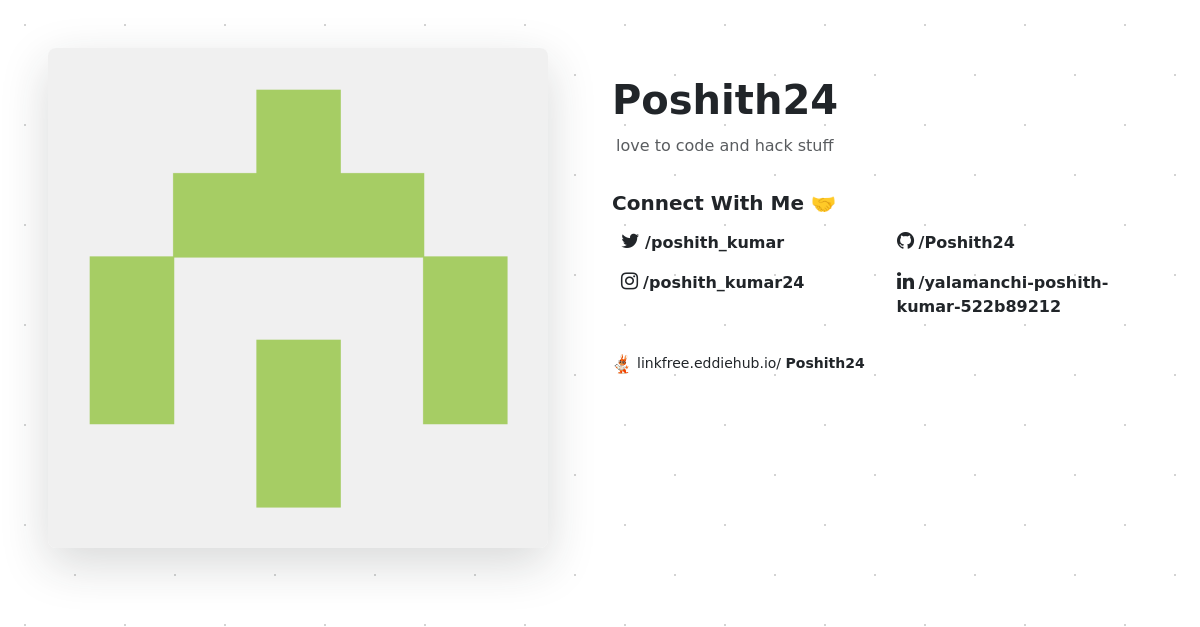 Poshith24
love to code and hack stuff
Connect With Me 🤝
/poshith_kumar
/Poshith24
/poshith_kumar24
/yalamanchi-poshith-
kumar-522b89212
linkfree.eddiehub.io/ Poshith24